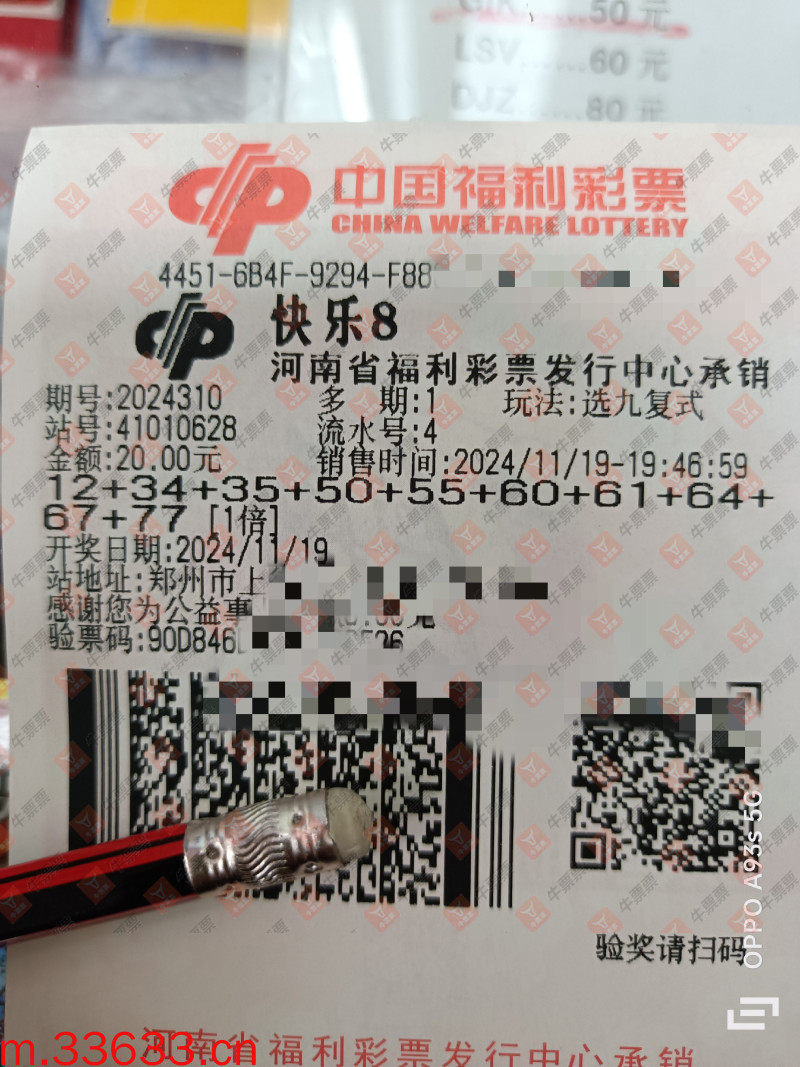 50元
LSV......60元
DJZ......80元
中国福利彩票
CHINA WELFARE LOTTERY
4451-6B4F-9294-F88
快乐8
河南省福利彩票发行中心承销
期号:2024310 多 期:1 玩法:选九复式
站号:41010628 流水号:4
金额:20.00元 销售时间:2024/11/19-19:46:59
12+34+35+50+55+60+61+64+
67+77 [1倍]
开奖日期:2024/11/19
站地址:郑州市上
感谢您为公益事
验票码:90D846
验奖请扫码
OPPO A93s 5G
河南省福利彩票发行中心承销
m.33633.cn
牛票票